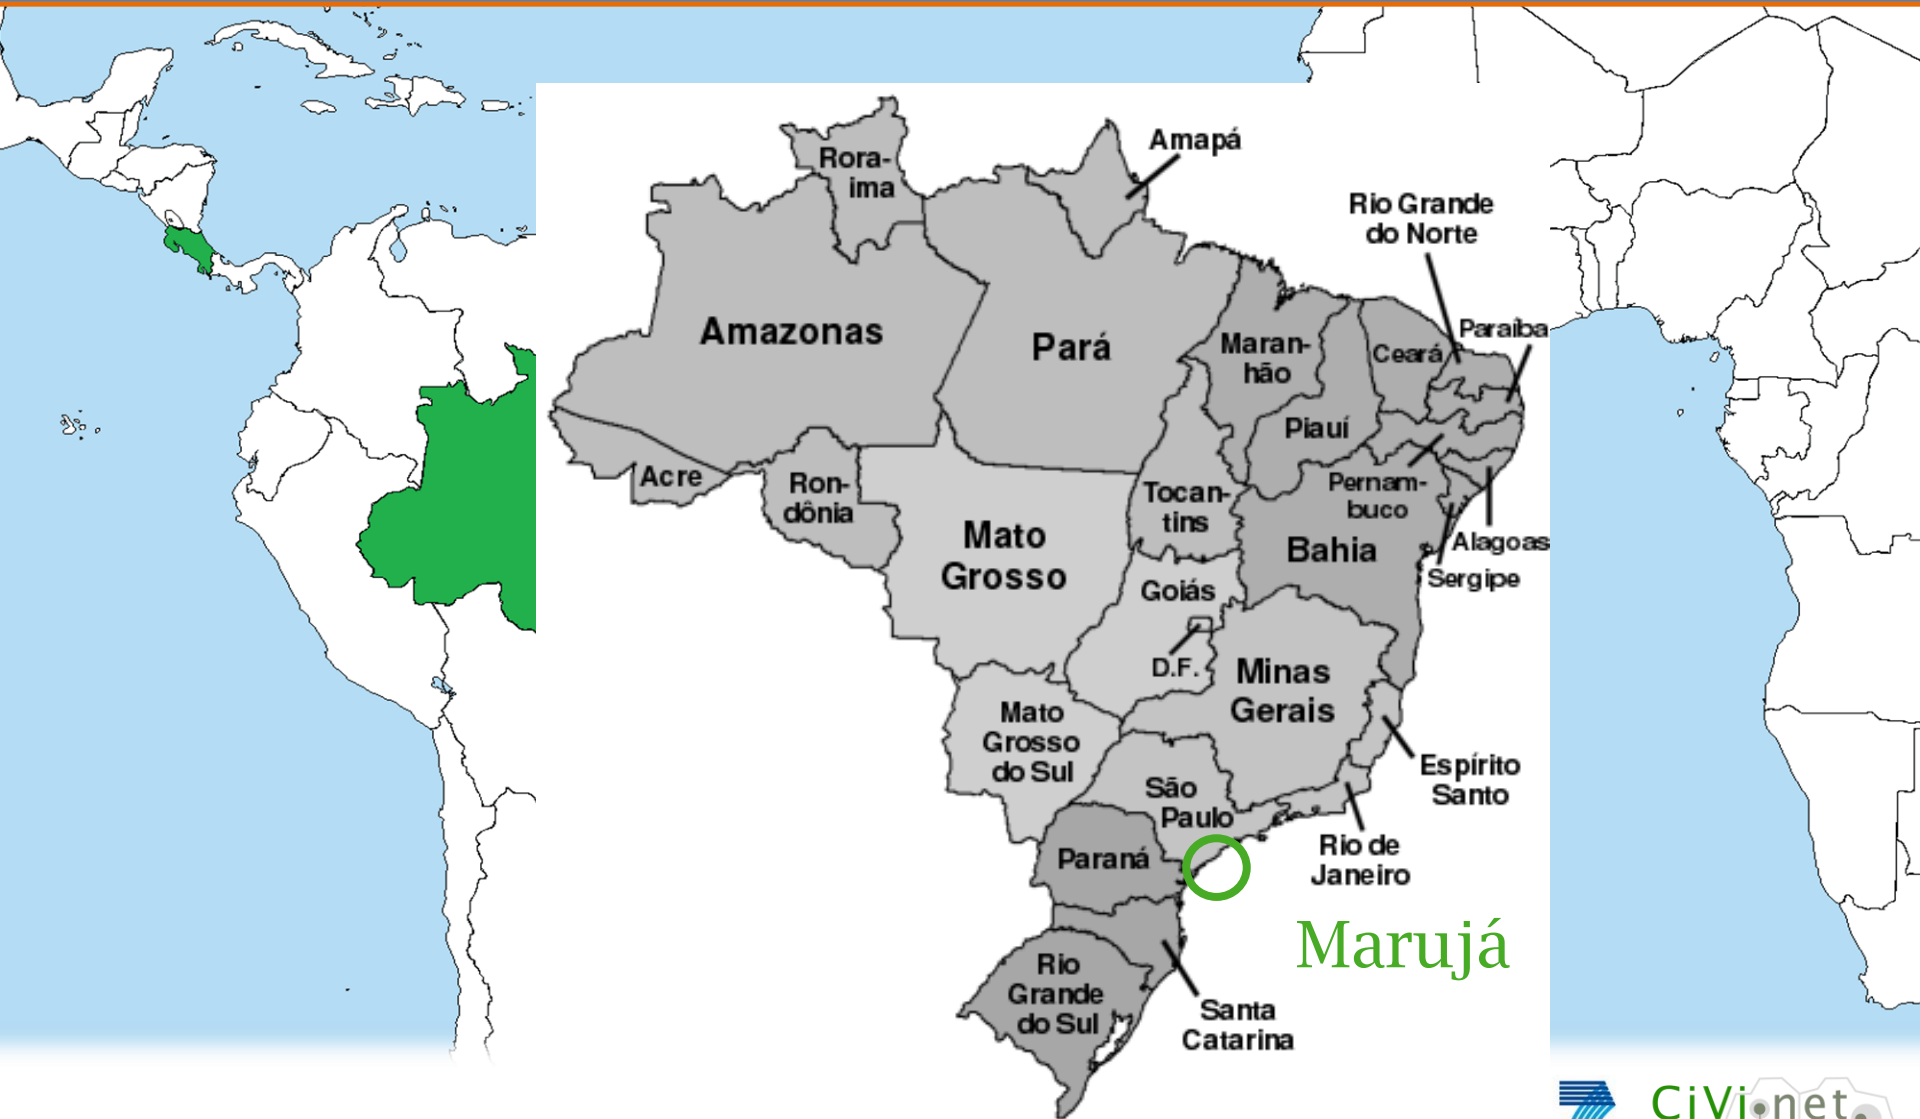 Amapá
Rora-
ima
Rio Grande
do Norte
Paraíba
Amazonas
Pará
Maran-
hão
Ceará
Piauí
Acre
Ron-
dônia
Tocan-
tins
Pernam-
buco
Mato
Grosso
Bahia
Alagoas
Sergipe
Goiás
D.F.
Minas
Gerais
Mato
Grosso
do Sul
Espírito
Santo
São
Paulo
Rio de
Janeiro
Paraná
Marujá
Rio
Grande
do Sul
Santa
Catarina
CiVi.net